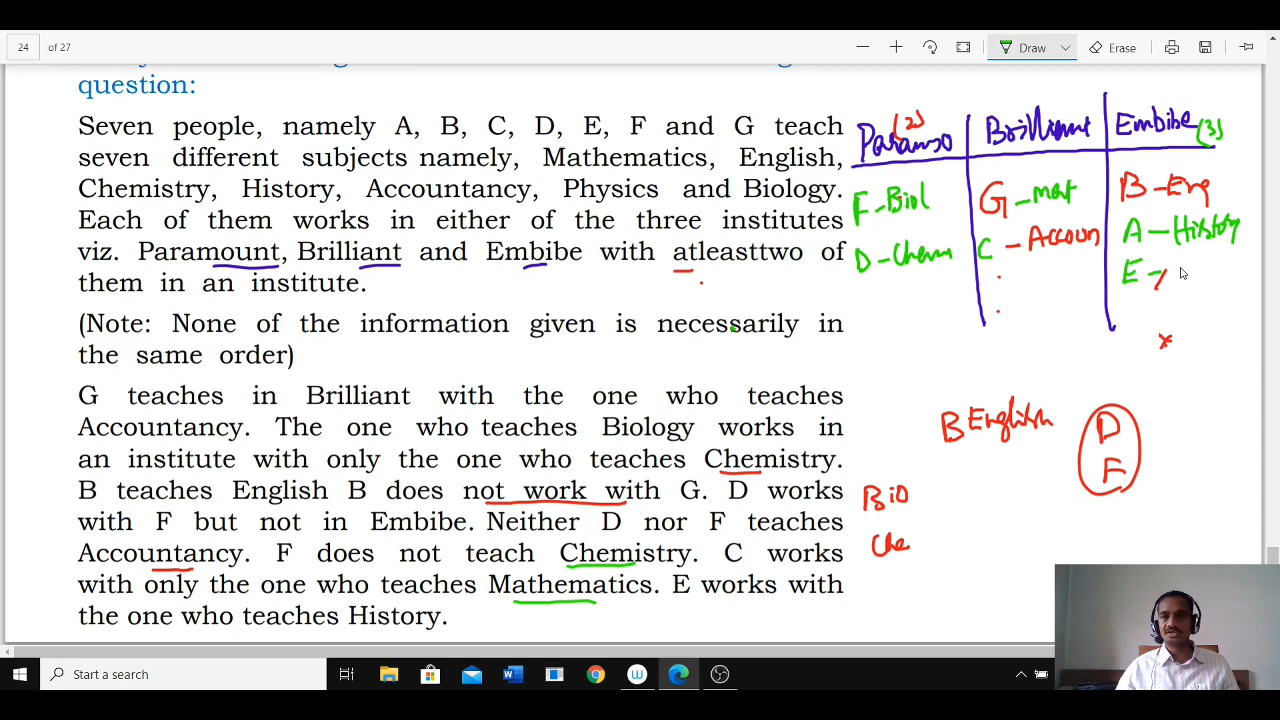 24 of 27
Draw
Erase
question:
Seven people, namely A, B, C, D, E, F and G teach
seven different subjects namely, Mathematics, English,
Chemistry, History, Accountancy, Physics and Biology.
Each of them works in either of the three institutes
viz. Paramount, Brilliant and Embibe with atleasttwo of
them in an institute.
(Note: None of the information given is necessarily in
the same order)
G teaches in Brilliant with the one who teaches
Accountancy. The one who teaches Biology works in
an institute with only the one who teaches Chemistry.
B teaches English B does not work with G. D works
with F but not in Embibe. Neither D nor F teaches
Accountancy. F does not teach Chemistry. C works
with only the one who teaches Mathematics. E works with
the one who teaches History.
(2) Brilliant Embibe (3)
F - Biol G - Mat B - Eng
D - Chem C - Accoun A - History
E -
B English D
F
Bio
Che
Start a search